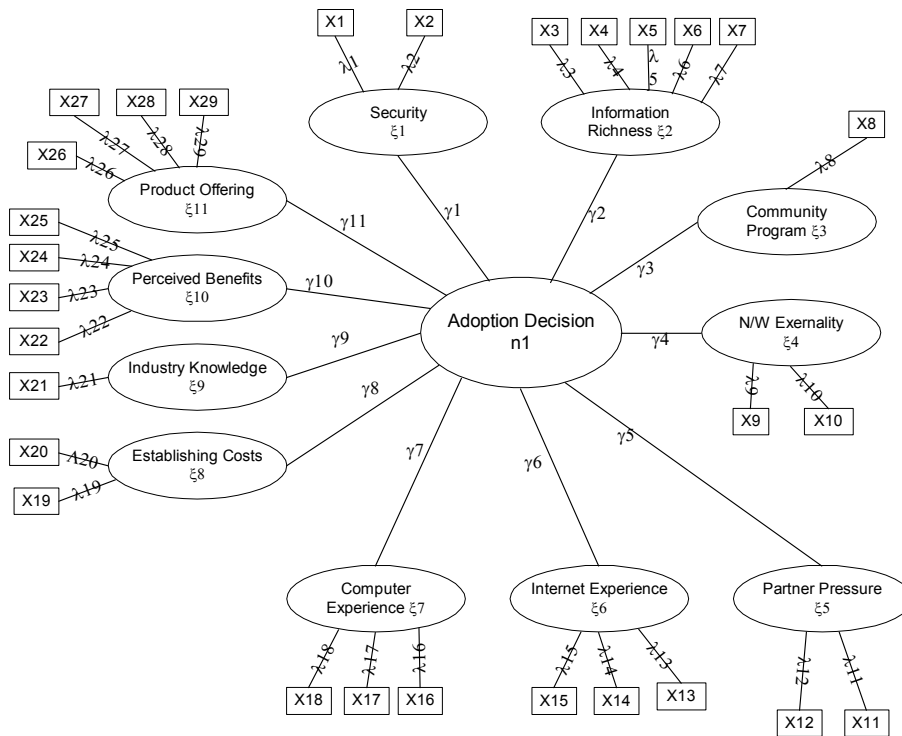 X1
X2
λ1
λ2
Security
ξ1
X3
X4
X5
X6
X7
λ3
λ4
λ
5
λ6
λ7
Information
Richness ξ2
X8
λ8
Community
Program ξ3
X27
X28
X29
X26
λ27
λ28
λ29
λ26
Product Offering
ξ11
X25
X24
X23
X22
λ25
λ24
λ23
λ22
Perceived Benefits
ξ10
X21
λ21
Industry Knowledge
ξ9
X20
X19
Λ20
λ19
Establishing Costs
ξ8
γ11
γ1
γ2
γ3
γ10
γ9
γ8
γ4
γ7
γ6
γ5
Adoption Decision
n1
N/W Exernality
ξ4
λ9
λ10
X9
X10
Computer
Experience ξ7
λ18
λ17
λ16
X18
X17
X16
Internet Experience
ξ6
λ15
λ14
λ13
X15
X14
X13
Partner Pressure
ξ5
λ12
λ11
X12
X11